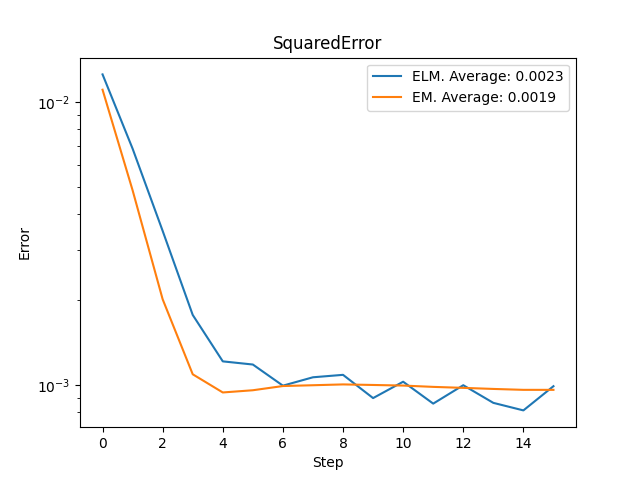 SquaredError
ELM. Average: 0.0023
EM. Average: 0.0019
10⁻²
10⁻³
Error
0 2 4 6 8 10 12 14
Step